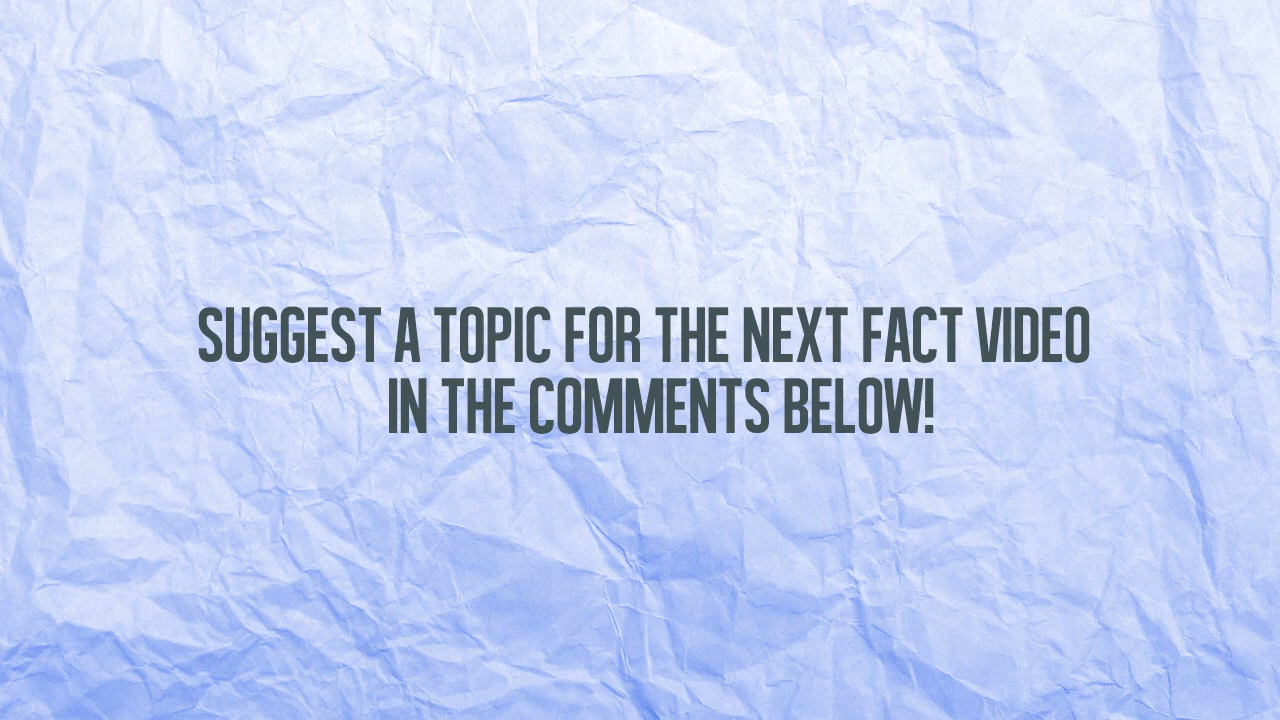 SUGGEST A TOPIC FOR THE NEXT FACT VIDEO
IN THE COMMENTS BELOW!